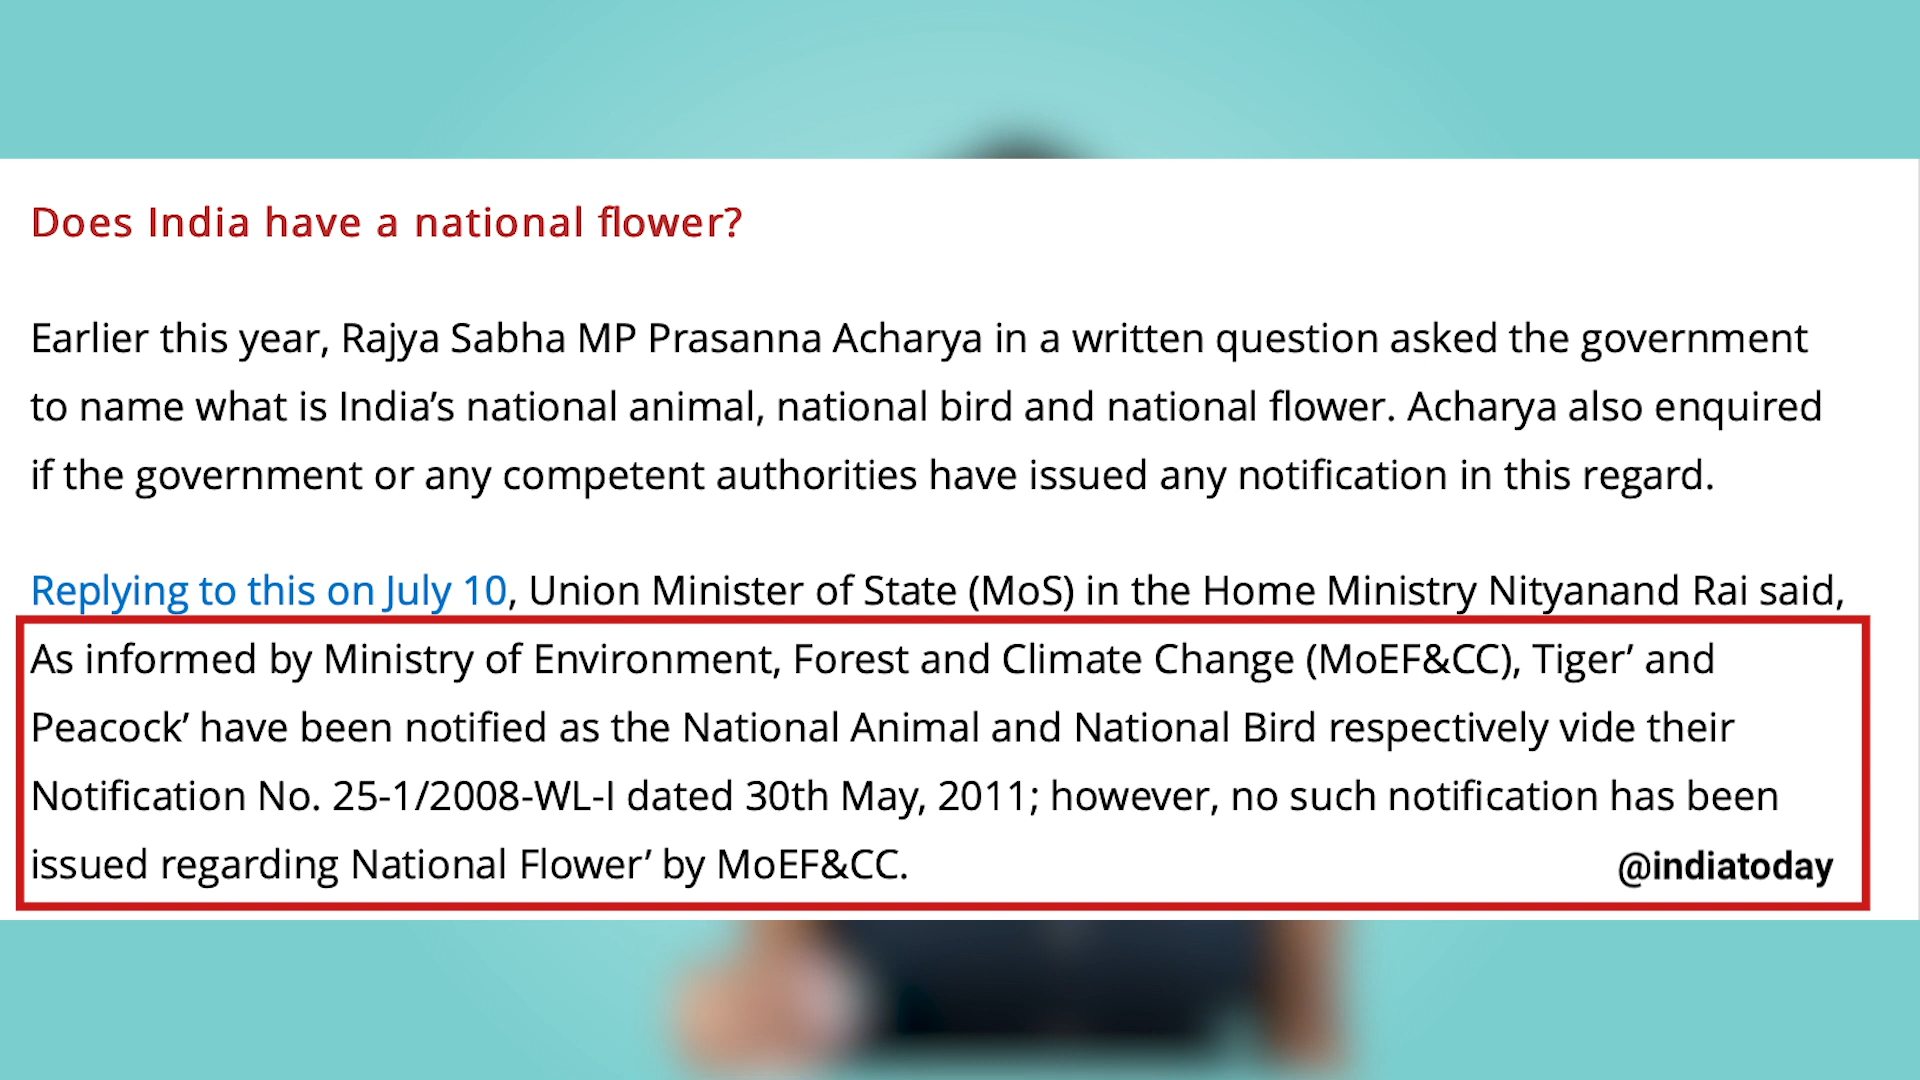 Does India have a national flower?
Earlier this year, Rajya Sabha MP Prasanna Acharya in a written question asked the government
to name what is India’s national animal, national bird and national flower. Acharya also enquired
if the government or any competent authorities have issued any notification in this regard.
Replying to this on July 10, Union Minister of State (MoS) in the Home Ministry Nityanand Rai said,
As informed by Ministry of Environment, Forest and Climate Change (MoEF&CC), Tiger’ and
Peacock’ have been notified as the National Animal and National Bird respectively vide their
Notification No. 25-1/2008-WL-I dated 30th May, 2011; however, no such notification has been
issued regarding National Flower’ by MoEF&CC.
@indiatoday